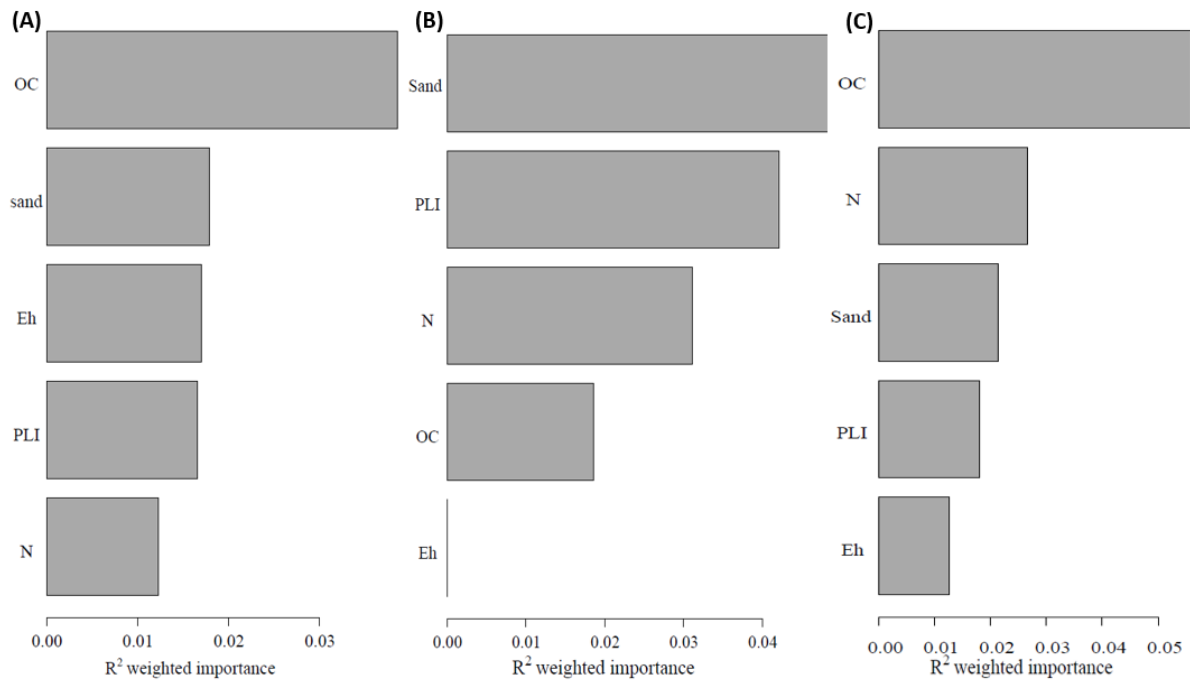 (A)
OC
sand
Eh
PLI
N
0.00 0.01 0.02 0.03
R² weighted importance
(B)
Sand
PLI
N
OC
Eh
0.00 0.01 0.02 0.03 0.04
R² weighted importance
(C)
OC
N
Sand
PLI
Eh
0.00 0.01 0.02 0.03 0.04 0.05
R² weighted importance